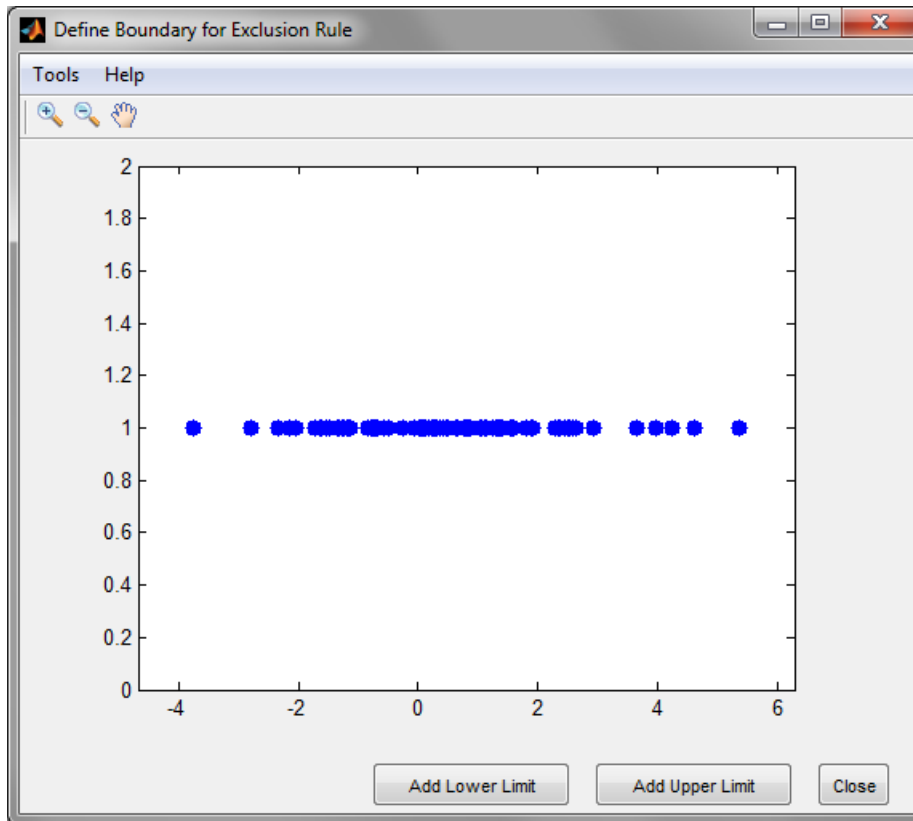 Define Boundary for Exclusion Rule
Tools Help
2
1.8
1.6
1.4
1.2
1
0.8
0.6
0.4
0.2
0
-4 -2 0 2 4 6
Add Lower Limit Add Upper Limit Close